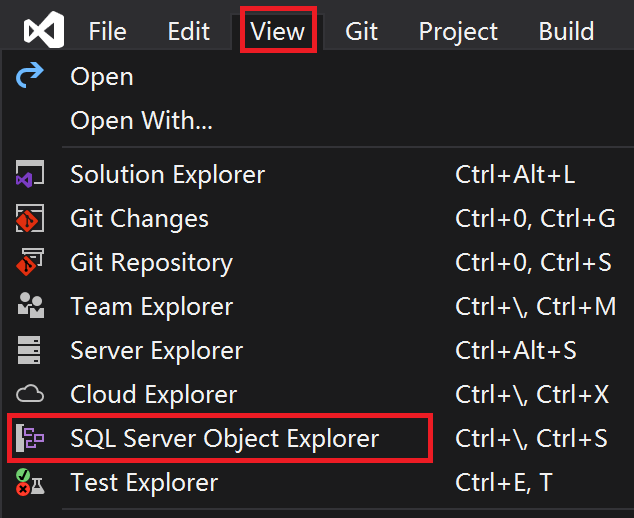 File Edit View Git Project Build
Open
Open With...
Solution Explorer Ctrl+Alt+L
Git Changes Ctrl+0, Ctrl+G
Git Repository Ctrl+0, Ctrl+S
Team Explorer Ctrl+\, Ctrl+M
Server Explorer Ctrl+Alt+S
Cloud Explorer Ctrl+\, Ctrl+X
SQL Server Object Explorer Ctrl+\, Ctrl+S
Test Explorer Ctrl+E, T